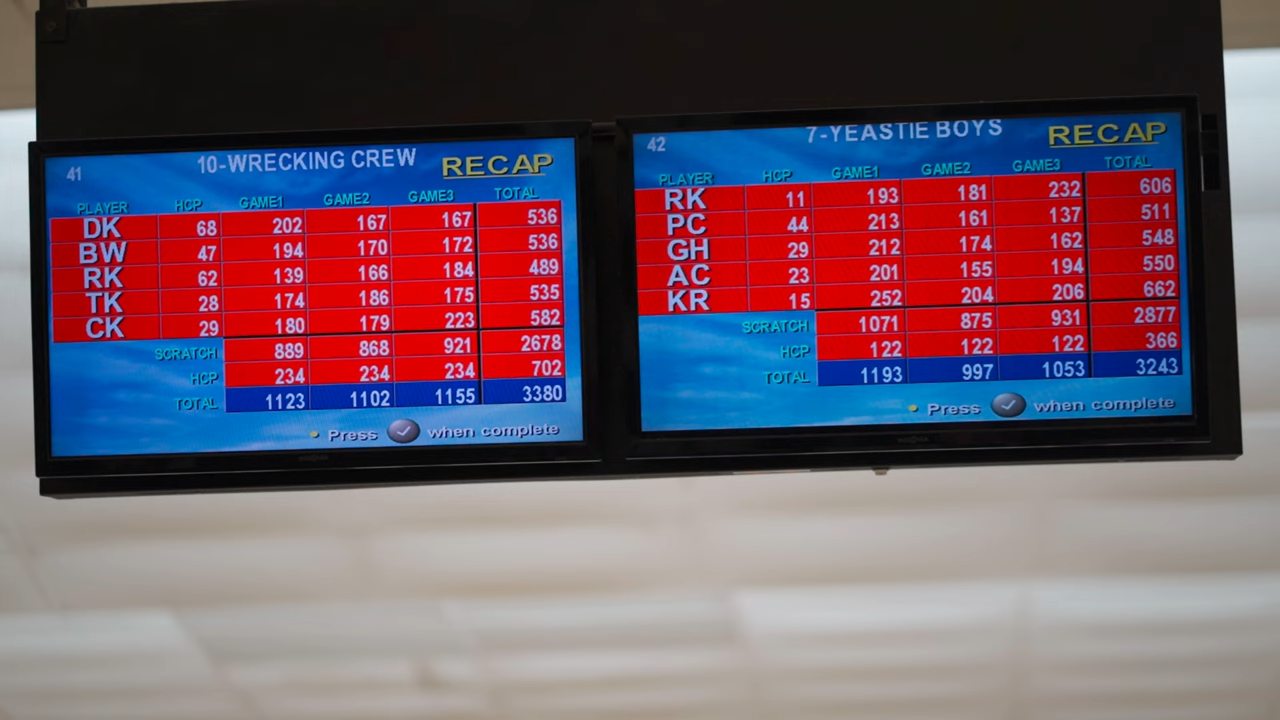 41 10-WRECKING CREW RECAP
PLAYER HCP GAME1 GAME2 GAME3 TOTAL
DK 68 202 167 167 536
BW 47 194 170 172 536
RK 62 139 166 184 489
TK 28 174 186 175 535
CK 29 180 179 223 582
SCRATCH 889 868 921 2678
HCP 234 234 234 702
TOTAL 1123 1102 1155 3380
Press when complete
42 7-YEASTIE BOYS RECAP
PLAYER HCP GAME1 GAME2 GAME3 TOTAL
RK 11 193 181 232 606
PC 44 213 161 137 511
GH 29 212 174 162 548
AC 23 201 155 194 550
KR 15 252 204 206 662
SCRATCH 1071 875 931 2877
HCP 122 122 122 366
TOTAL 1193 997 1053 3243
Press when complete